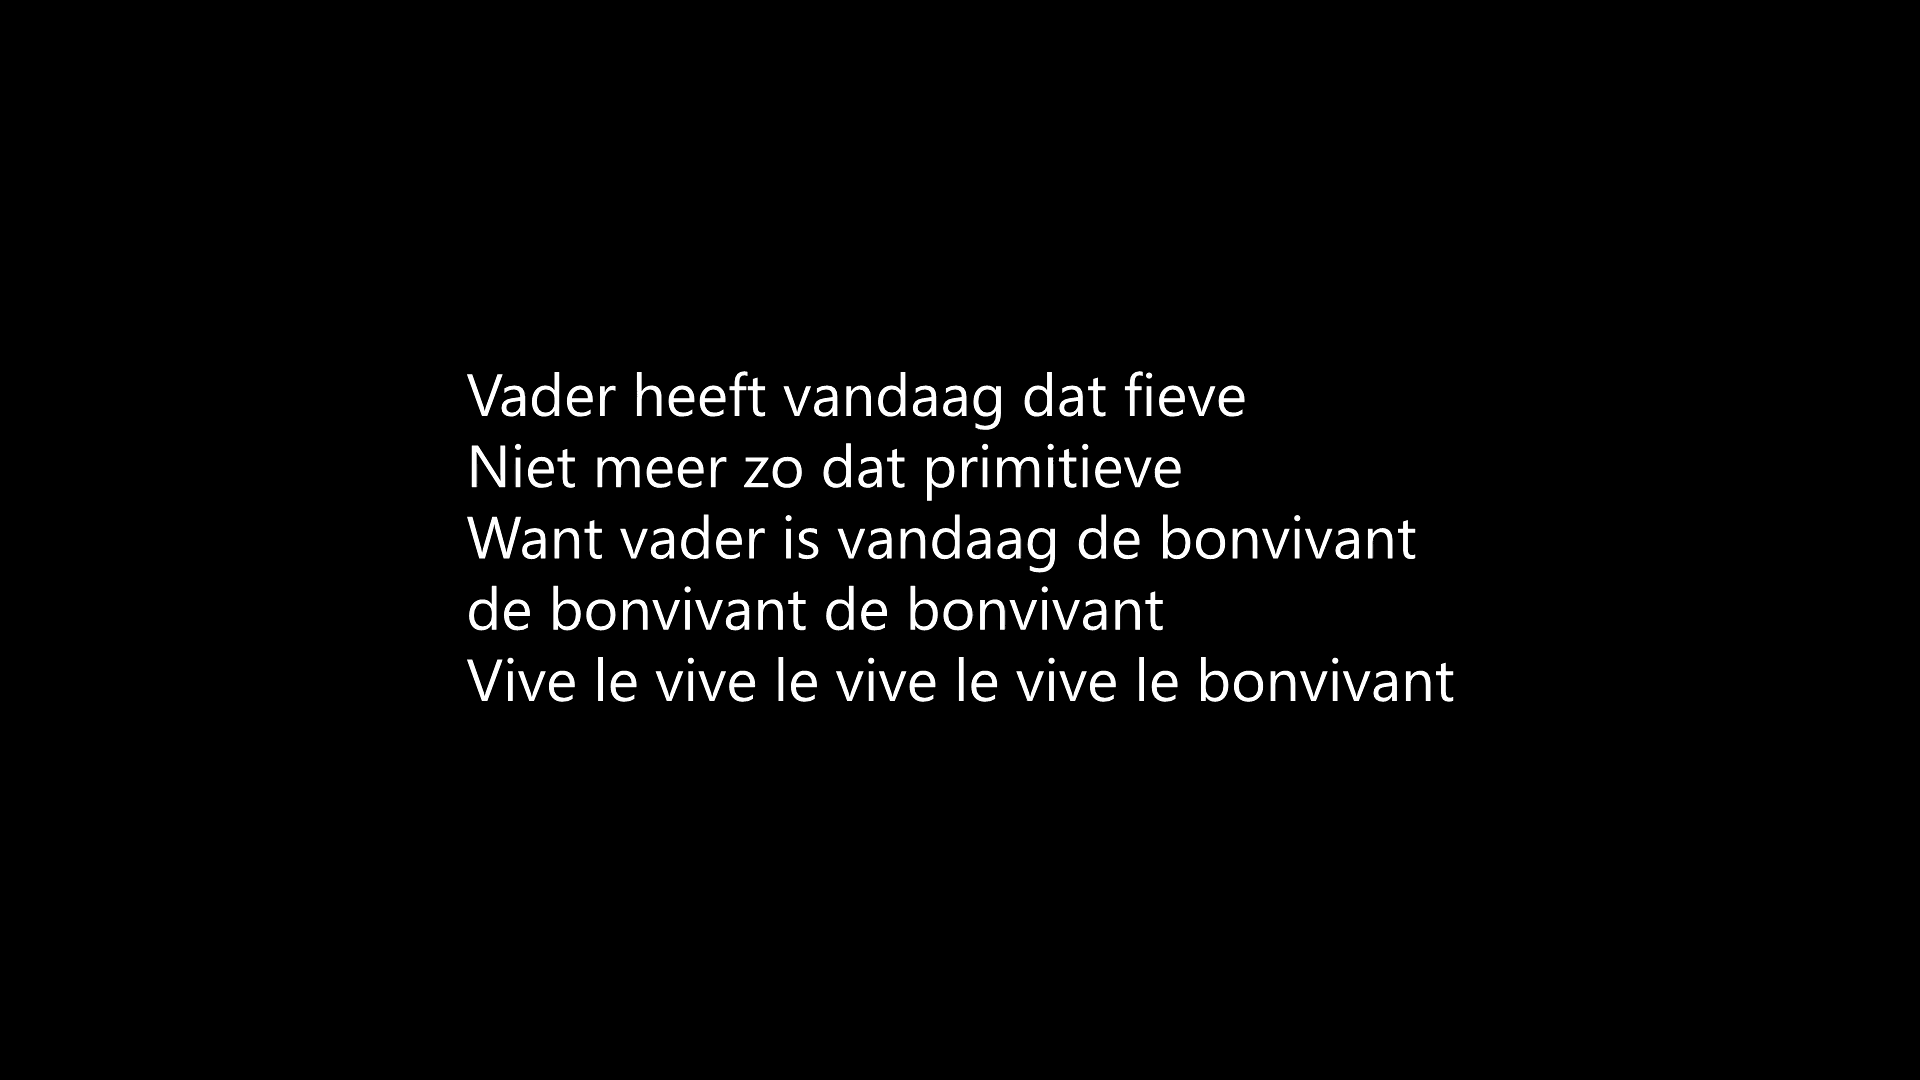 Vader heeft vandaag dat fieve
Niet meer zo dat primitieve
Want vader is vandaag de bonvivant
de bonvivant de bonvivant
Vive le vive le vive le vive le bonvivant